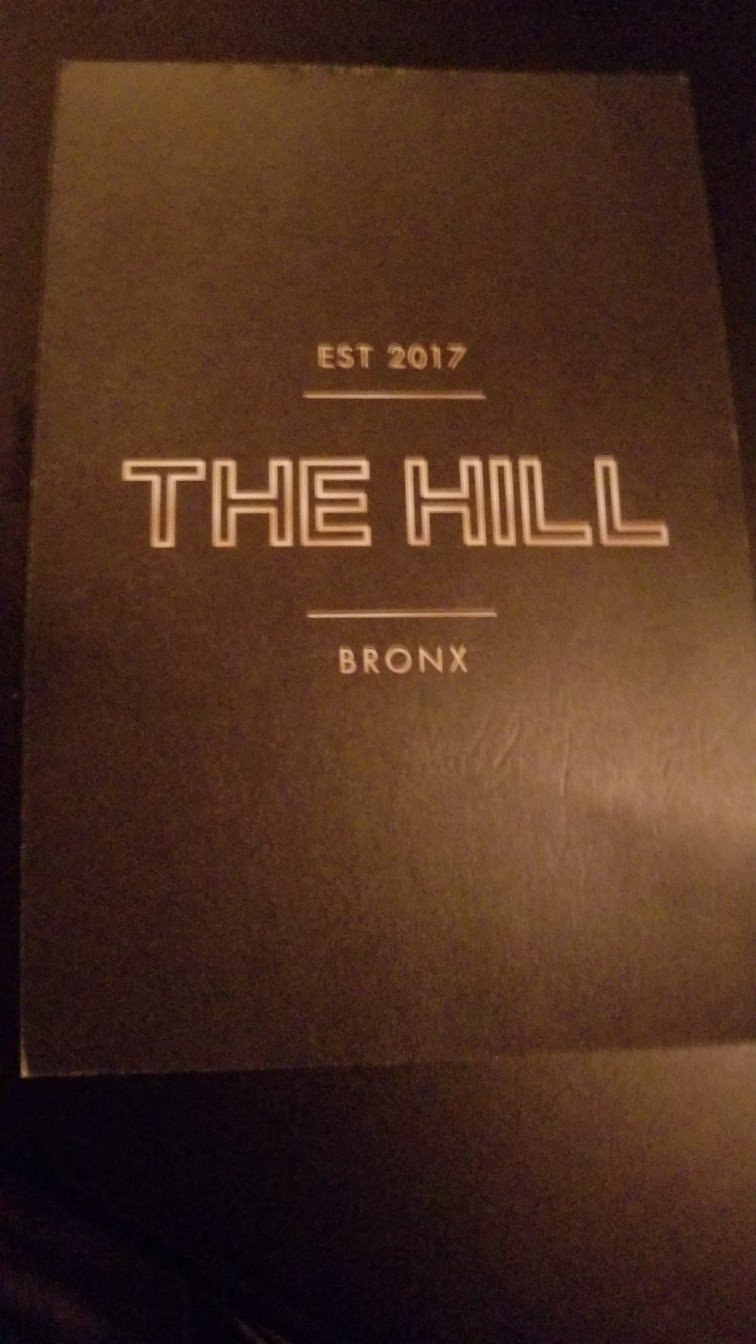 EST 2017
THE HILL
BRONX